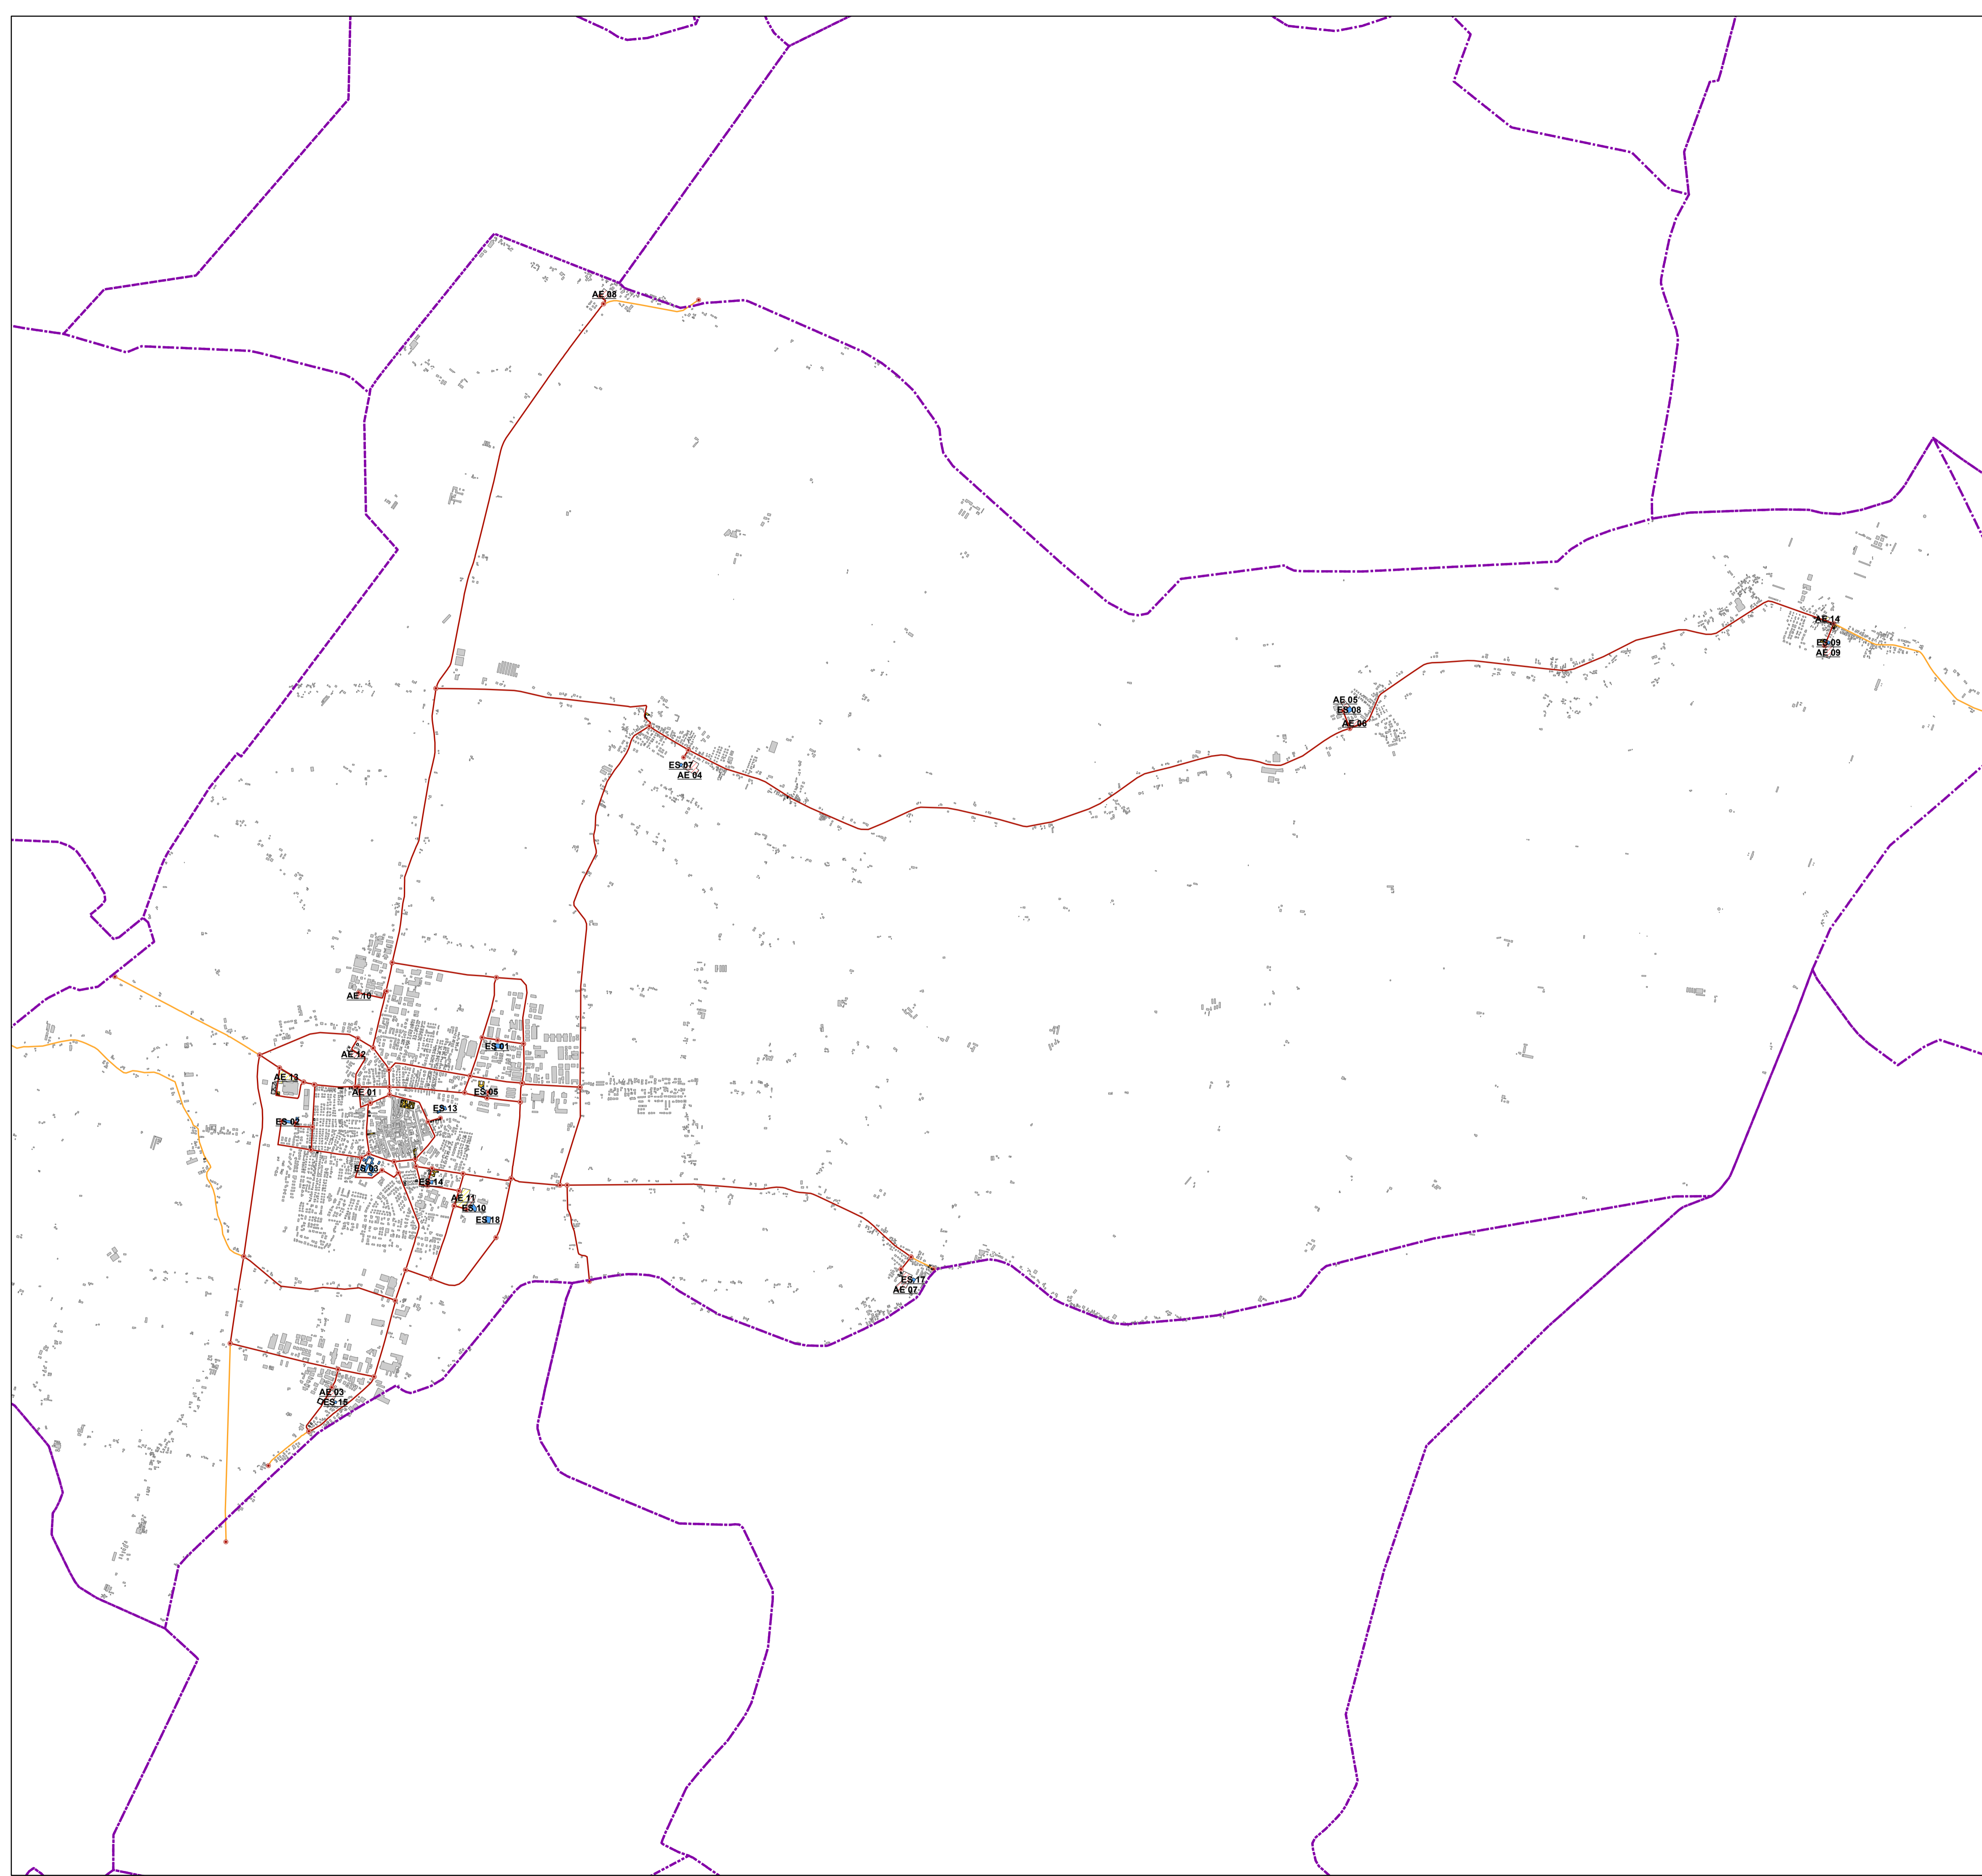 AE 08
AE 14
ES 09
AE 09
AE 05
ES 08
AE 06
ES 07
AE 04
AE 10
ES 01
AE 12
AE 13
AE 01
ES 05
ES 13
ES 02
ES 03
ES 14
AE 11
ES 10
ES 18
ES 17
AE 07
AE 03
ES 15